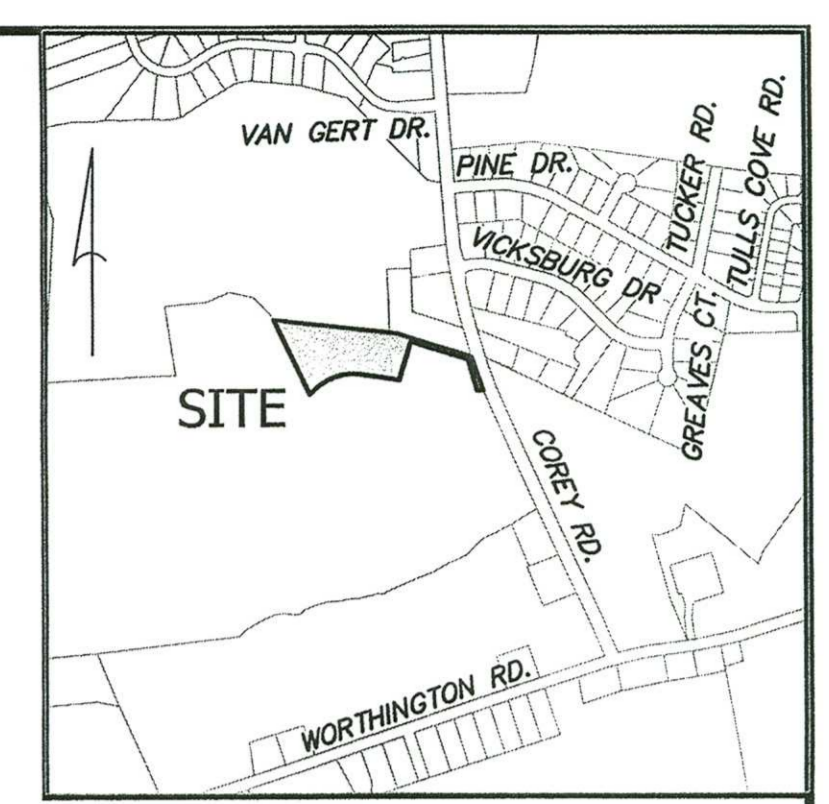 VAN GERT DR.
PINE DR.
TUCKER RD.
TULLS COVE RD.
VICKSBURG DR
GREAVES CT.
SITE
COREY RD.
WORTHINGTON RD.